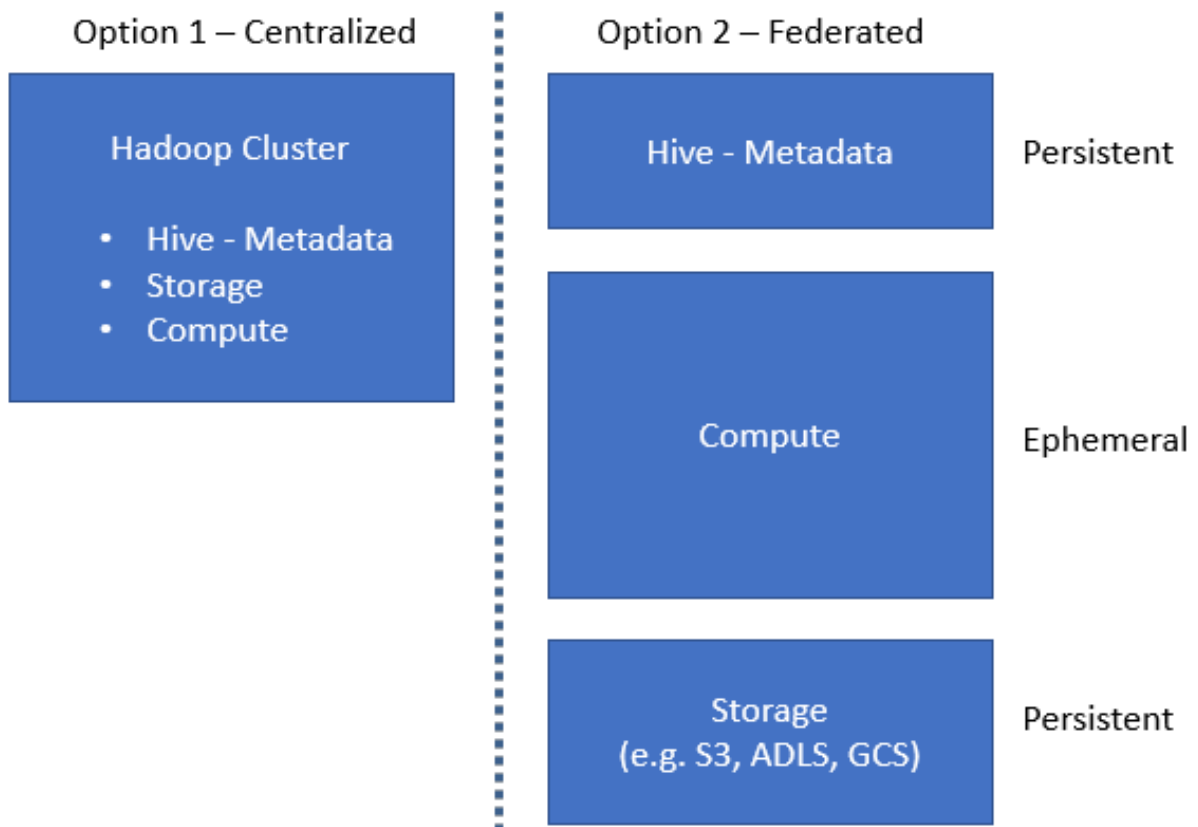 Option 1 – Centralized
Hadoop Cluster
• Hive - Metadata
• Storage
• Compute
Option 2 – Federated
Hive - Metadata
Persistent
Compute
Ephemeral
Storage
(e.g. S3, ADLS, GCS)
Persistent